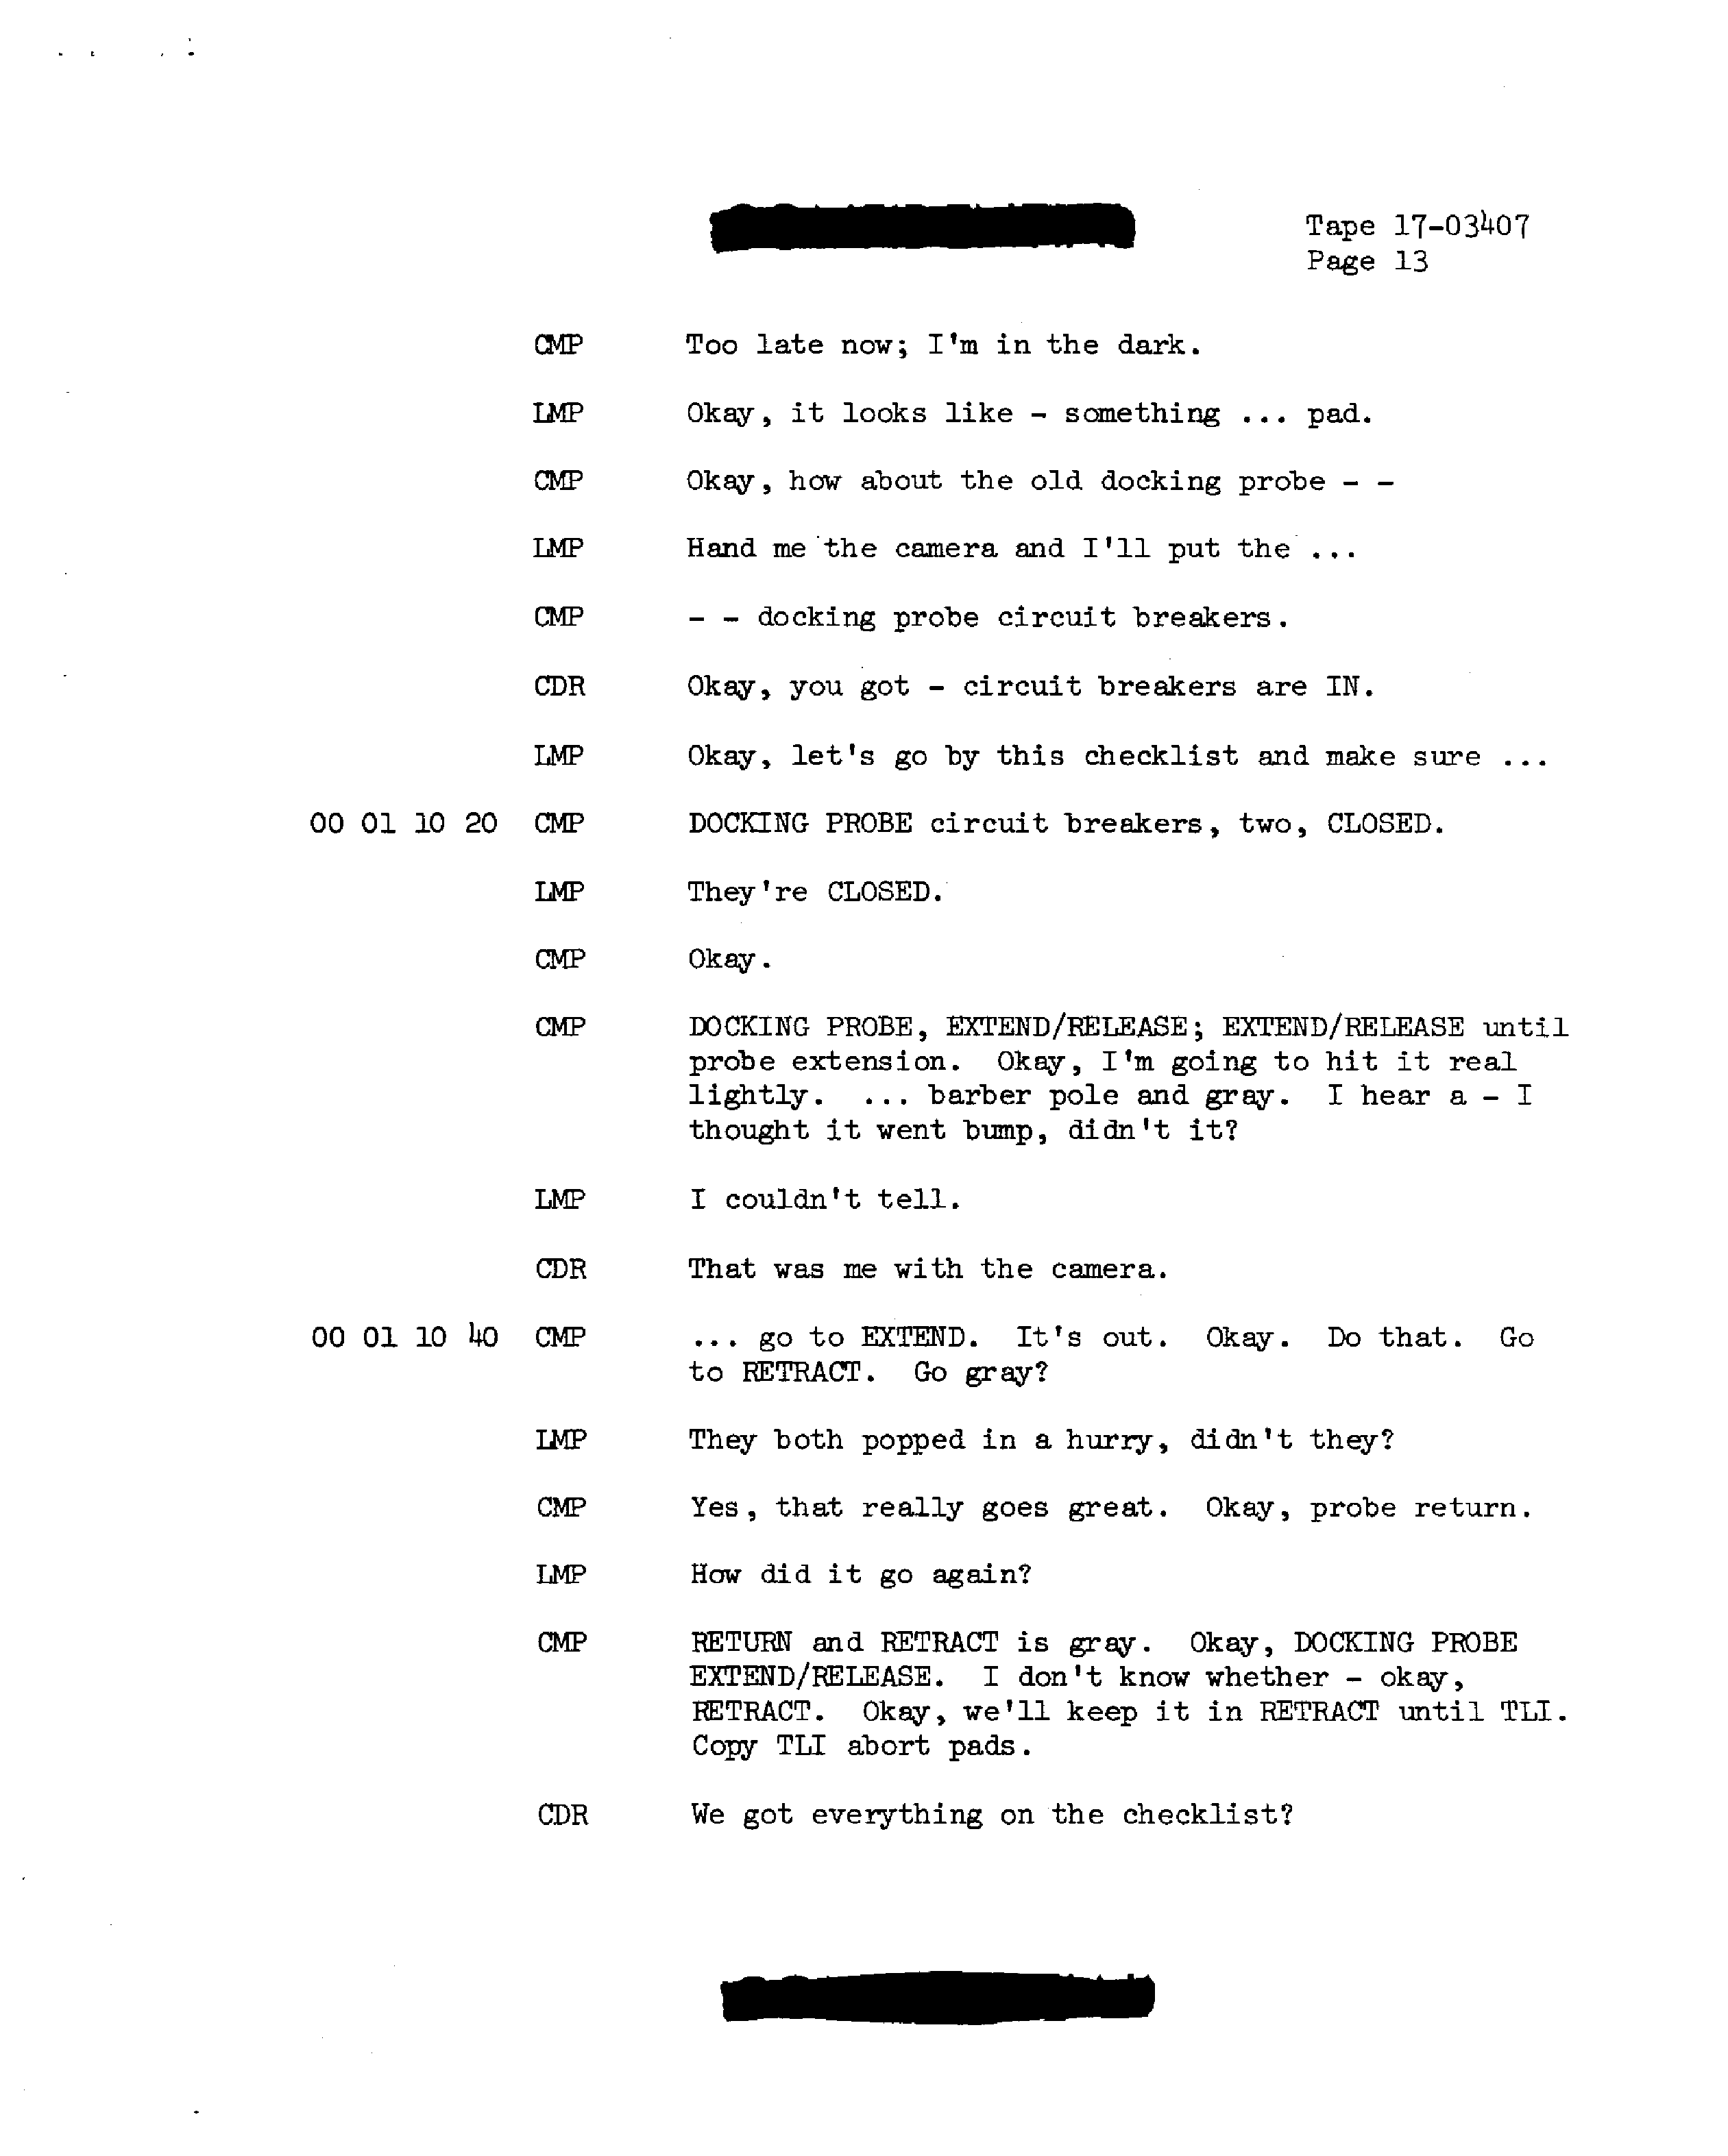 Tape 17-03407
Page 13
CMP Too late now; I'm in the dark.
LMP Okay, it looks like - something ... pad.
CMP Okay, how about the old docking probe - -
LMP Hand me the camera and I'll put the ...
CMP - - docking probe circuit breakers.
CDR Okay, you got - circuit breakers are IN.
LMP Okay, let's go by this checklist and make sure ...
00 01 10 20 CMP DOCKING PROBE circuit breakers, two, CLOSED.
LMP They're CLOSED.
CMP Okay.
CMP DOCKING PROBE, EXTEND/RELEASE; EXTEND/RELEASE until
probe extension. Okay, I'm going to hit it real
lightly. ... barber pole and gray. I hear a - I
thought it went bump, didn't it?
LMP I couldn't tell.
CDR That was me with the camera.
00 01 10 40 CMP ... go to EXTEND. It's out. Okay. Do that. Go
to RETRACT. Go gray?
LMP They both popped in a hurry, didn't they?
CMP Yes, that really goes great. Okay, probe return.
LMP How did it go again?
CMP RETURN and RETRACT is gray. Okay, DOCKING PROBE
EXTEND/RELEASE. I don't know whether - okay,
RETRACT. Okay, we'll keep it in RETRACT until TLI.
Copy TLI abort pads.
CDR We got everything on the checklist?